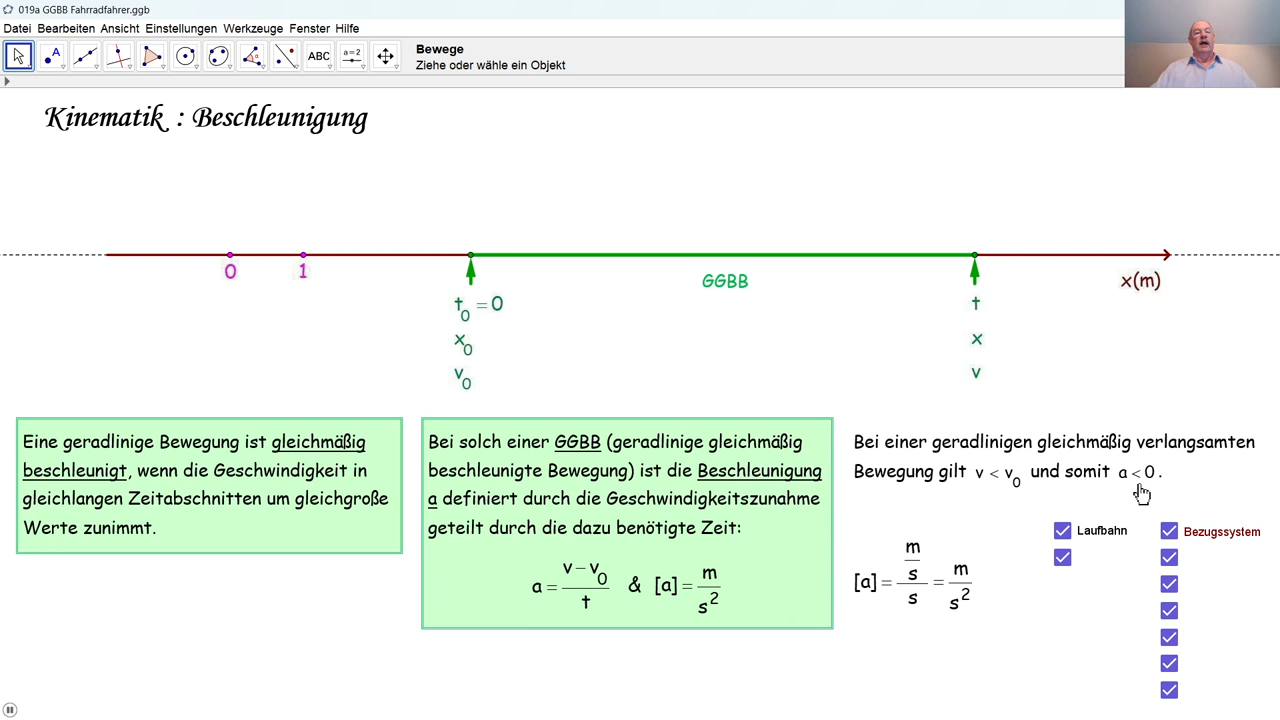 019a GGBB Fahrradfahrer.ggb
Datei Bearbeiten Ansicht Einstellungen Werkzeuge Fenster Hilfe
A
ABC
a=2
Bewege
Ziehe oder wähle ein Objekt
Kinematik : Beschleunigung
0 1
GGBB
x(m)
t₀ = 0
x₀
v₀
t
x
v
Eine geradlinige Bewegung ist gleichmäßig
beschleunigt, wenn die Geschwindigkeit in
gleichlangen Zeitabschnitten um gleichgroße
Werte zunimmt.
Bei solch einer GGBB (geradlinige gleichmäßig
beschleunigte Bewegung) ist die Beschleunigung
a definiert durch die Geschwindigkeitszunahme
geteilt durch die dazu benötigte Zeit:
a = (v − v₀)/t & [a] = m/s²
Bei einer geradlinigen gleichmäßig verlangsamten
Bewegung gilt v < v₀ und somit a < 0 .
[a] = (m/s)/s = m/s²
Laufbahn
Bezugssystem